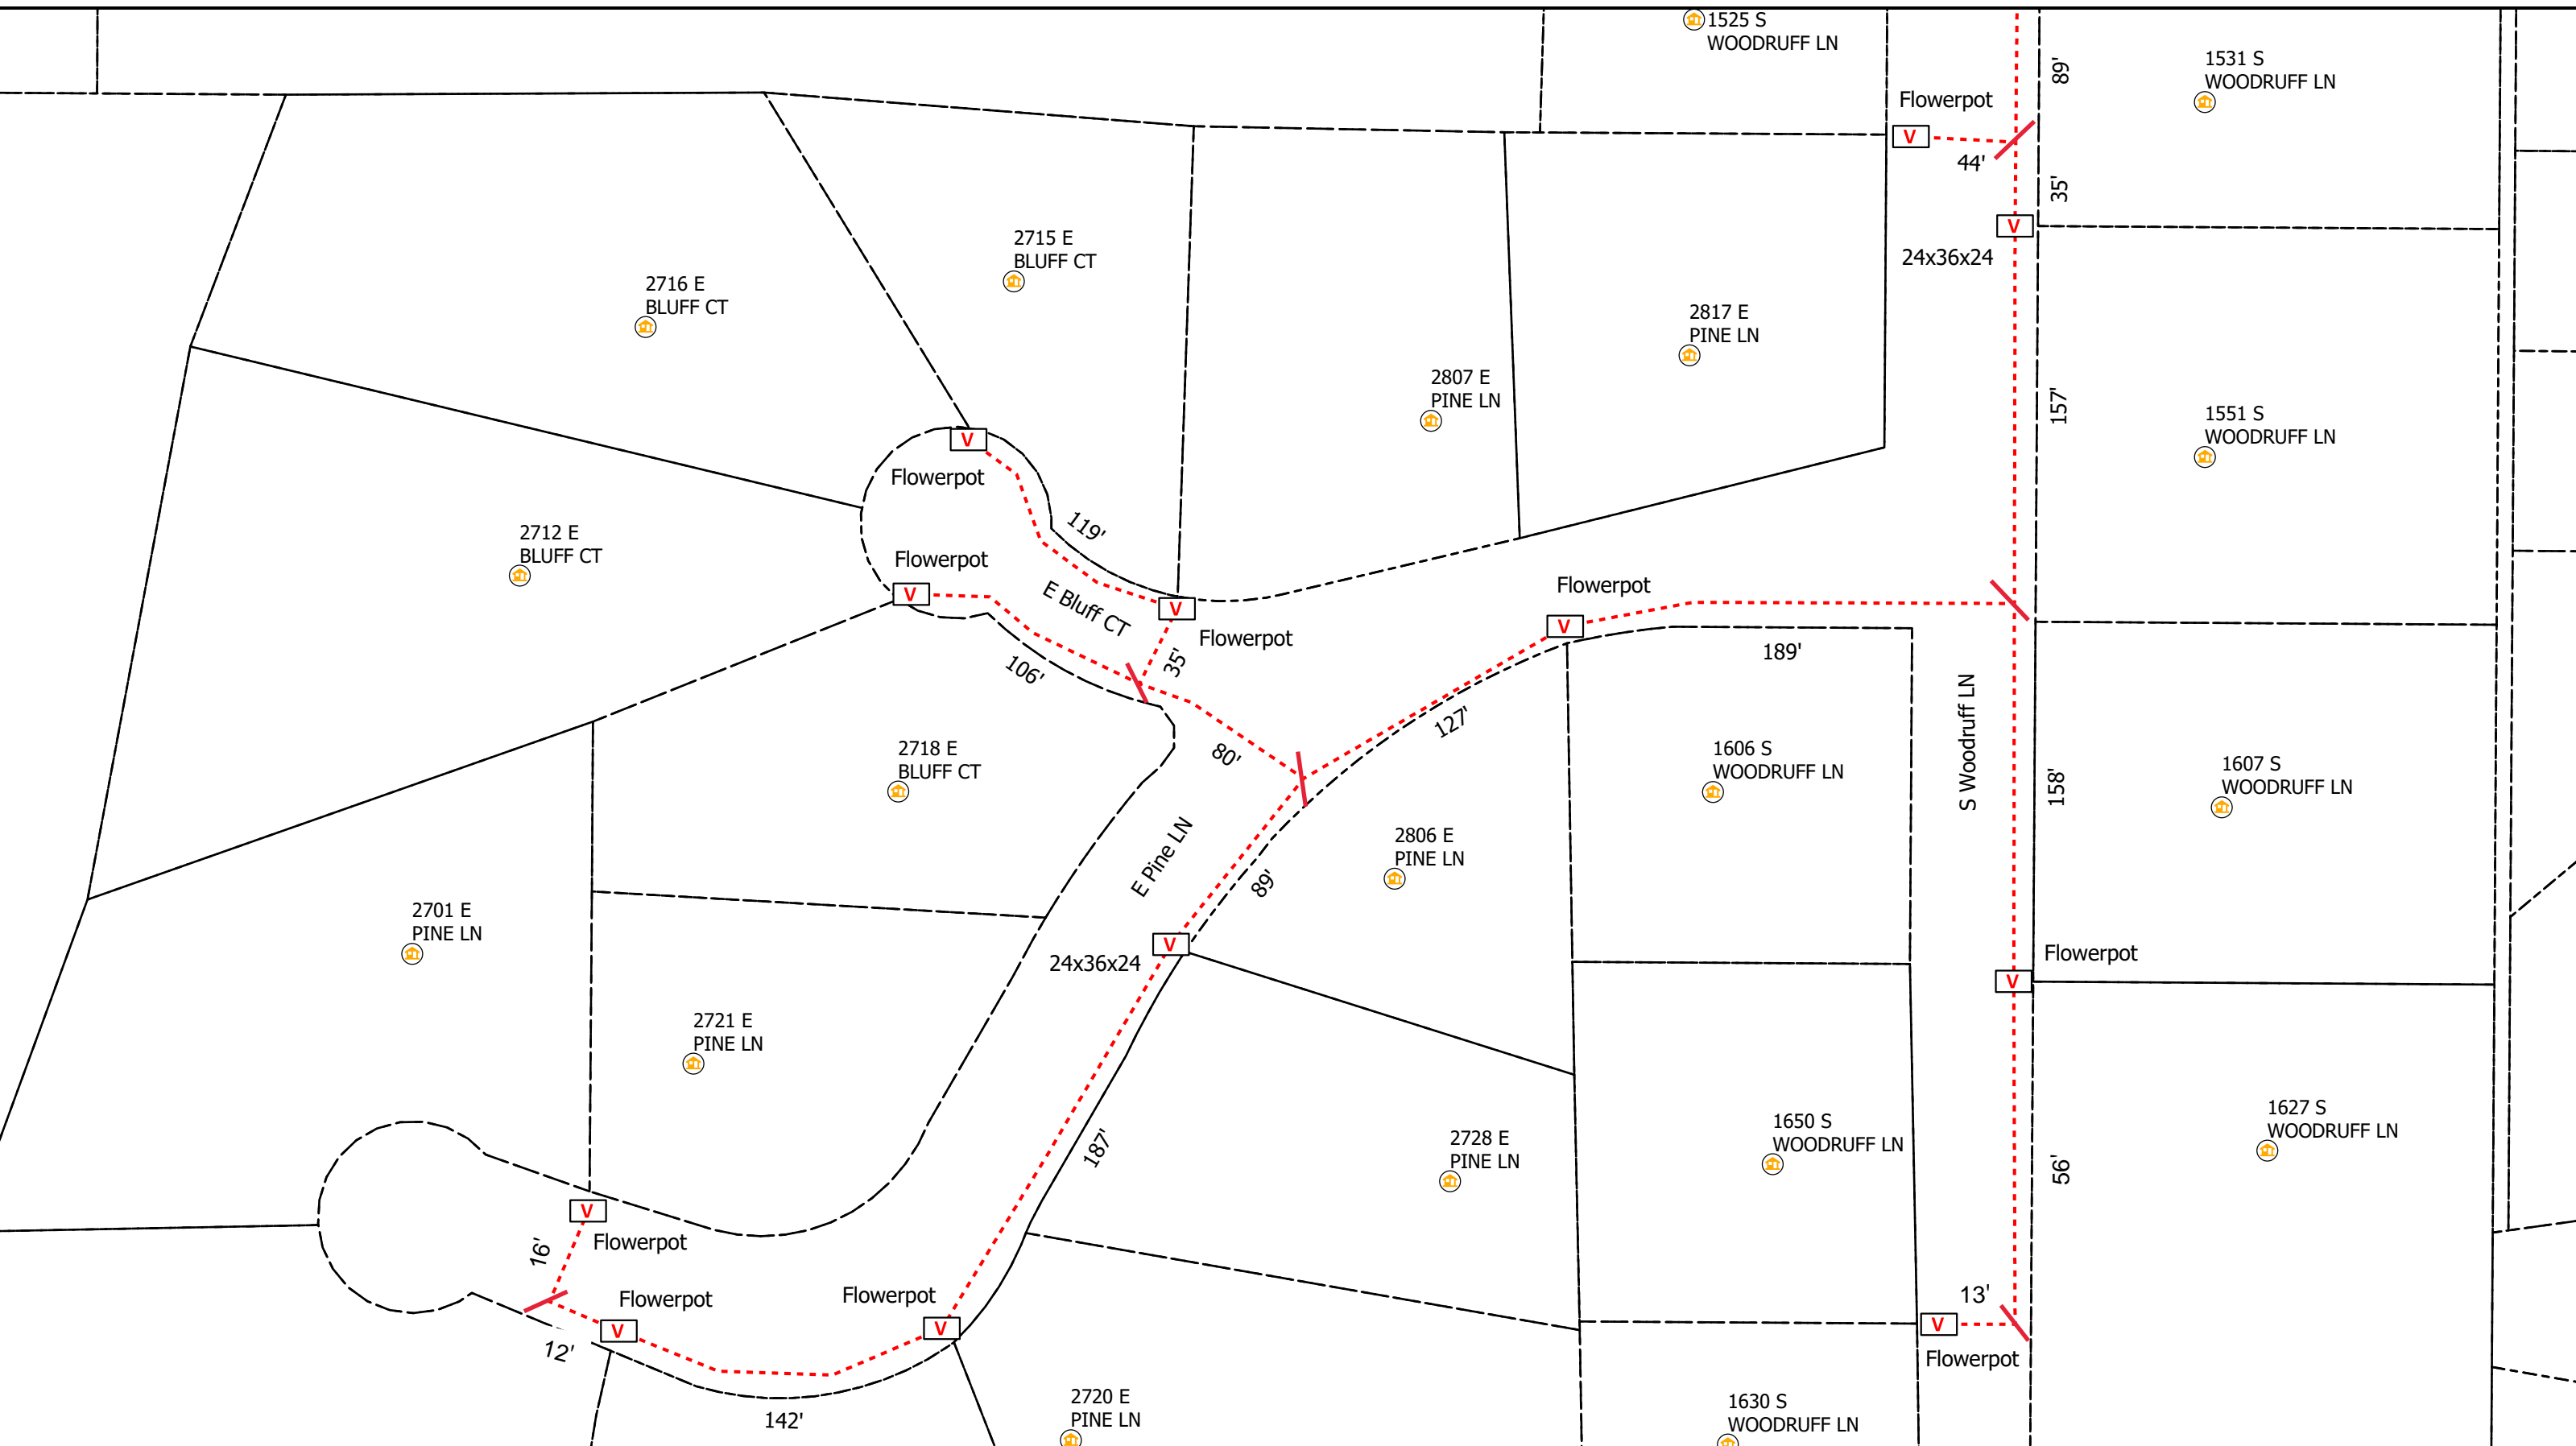 1525 S
WOODRUFF LN
1531 S
WOODRUFF LN
89'
Flowerpot
V
44'
35'
V
24x36x24
2715 E
BLUFF CT
2716 E
BLUFF CT
2817 E
PINE LN
2807 E
PINE LN
157'
1551 S
WOODRUFF LN
V
Flowerpot
119'
2712 E
BLUFF CT
Flowerpot
V
E Bluff CT
V
Flowerpot
35'
106'
Flowerpot
V
189'
127'
80'
S Woodruff LN
2718 E
BLUFF CT
1606 S
WOODRUFF LN
158'
1607 S
WOODRUFF LN
E Pine LN
2806 E
PINE LN
89'
2701 E
PINE LN
V
24x36x24
Flowerpot
V
2721 E
PINE LN
187'
2728 E
PINE LN
1650 S
WOODRUFF LN
56'
1627 S
WOODRUFF LN
V
Flowerpot
16'
Flowerpot
V
12'
Flowerpot
V
13'
V
Flowerpot
142'
2720 E
PINE LN
1630 S
WOODRUFF LN